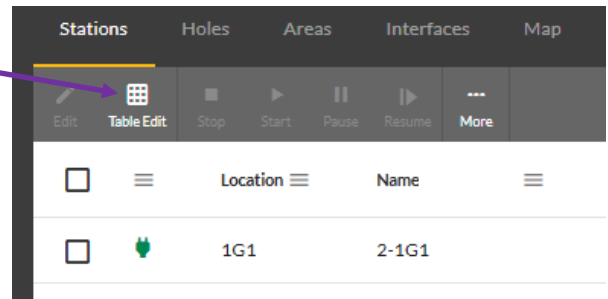 Stations Holes Areas Interfaces Map
Edit Table Edit Stop Start Pause Resume More
Location Name
1G1 2-1G1